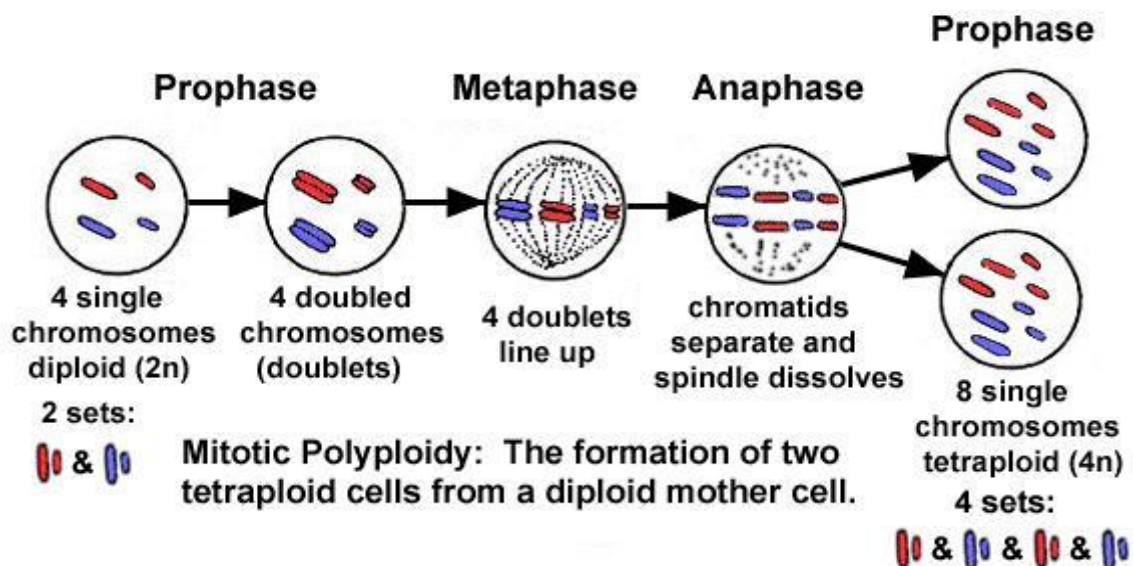 Prophase
Prophase
Metaphase
Anaphase
4 single
chromosomes
diploid (2n)
4 doubled
chromosomes
(doublets)
4 doublets
line up
chromatids
separate and
spindle dissolves
8 single
chromosomes
tetraploid (4n)
2 sets:
&
Mitotic Polyploidy: The formation of two
tetraploid cells from a diploid mother cell.
4 sets:
& & &